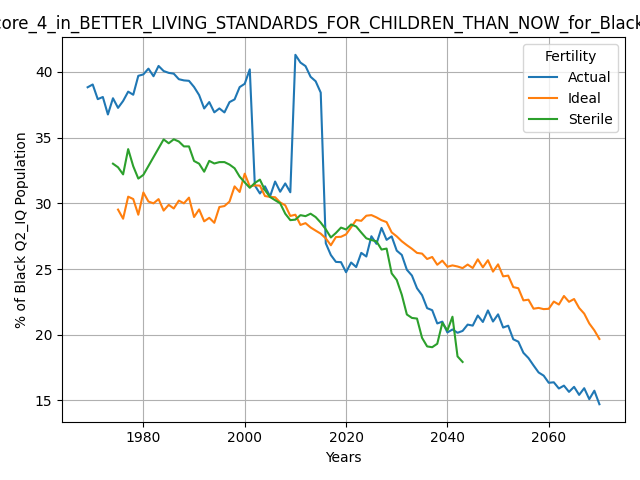 core_4_in_BETTER_LIVING_STANDARDS_FOR_CHILDREN_THAN_NOW_for_Black
Fertility
Actual
Ideal
Sterile
% of Black Q2_IQ Population
40
35
30
25
20
15
1980
2000
2020
2040
2060
Years